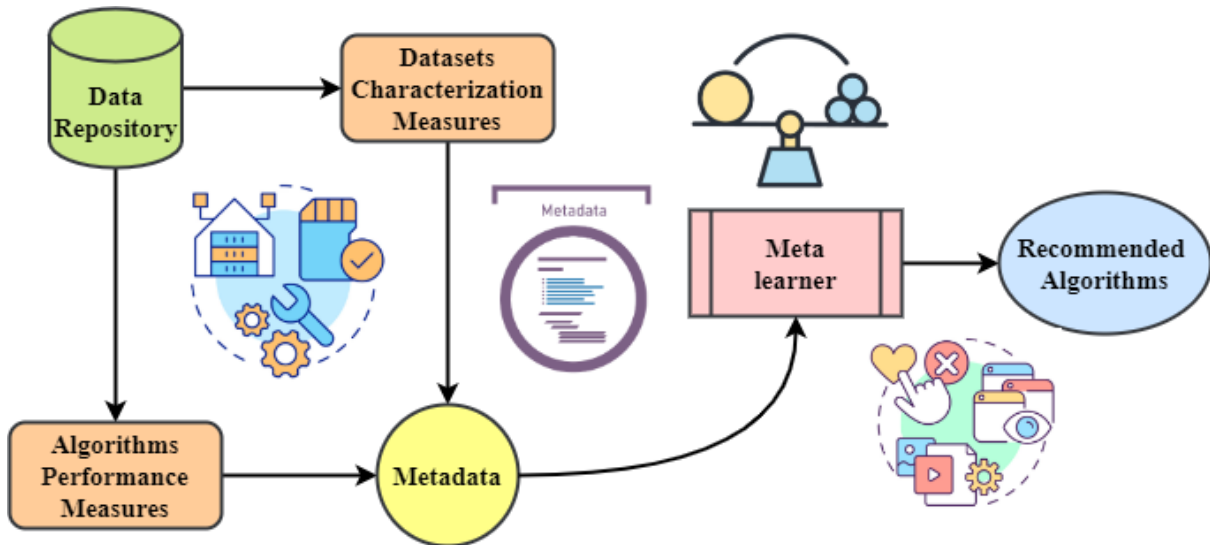 Data
Repository
Datasets
Characterization
Measures
Metadata
Meta
learner
Recommended
Algorithms
Algorithms
Performance
Measures
Metadata